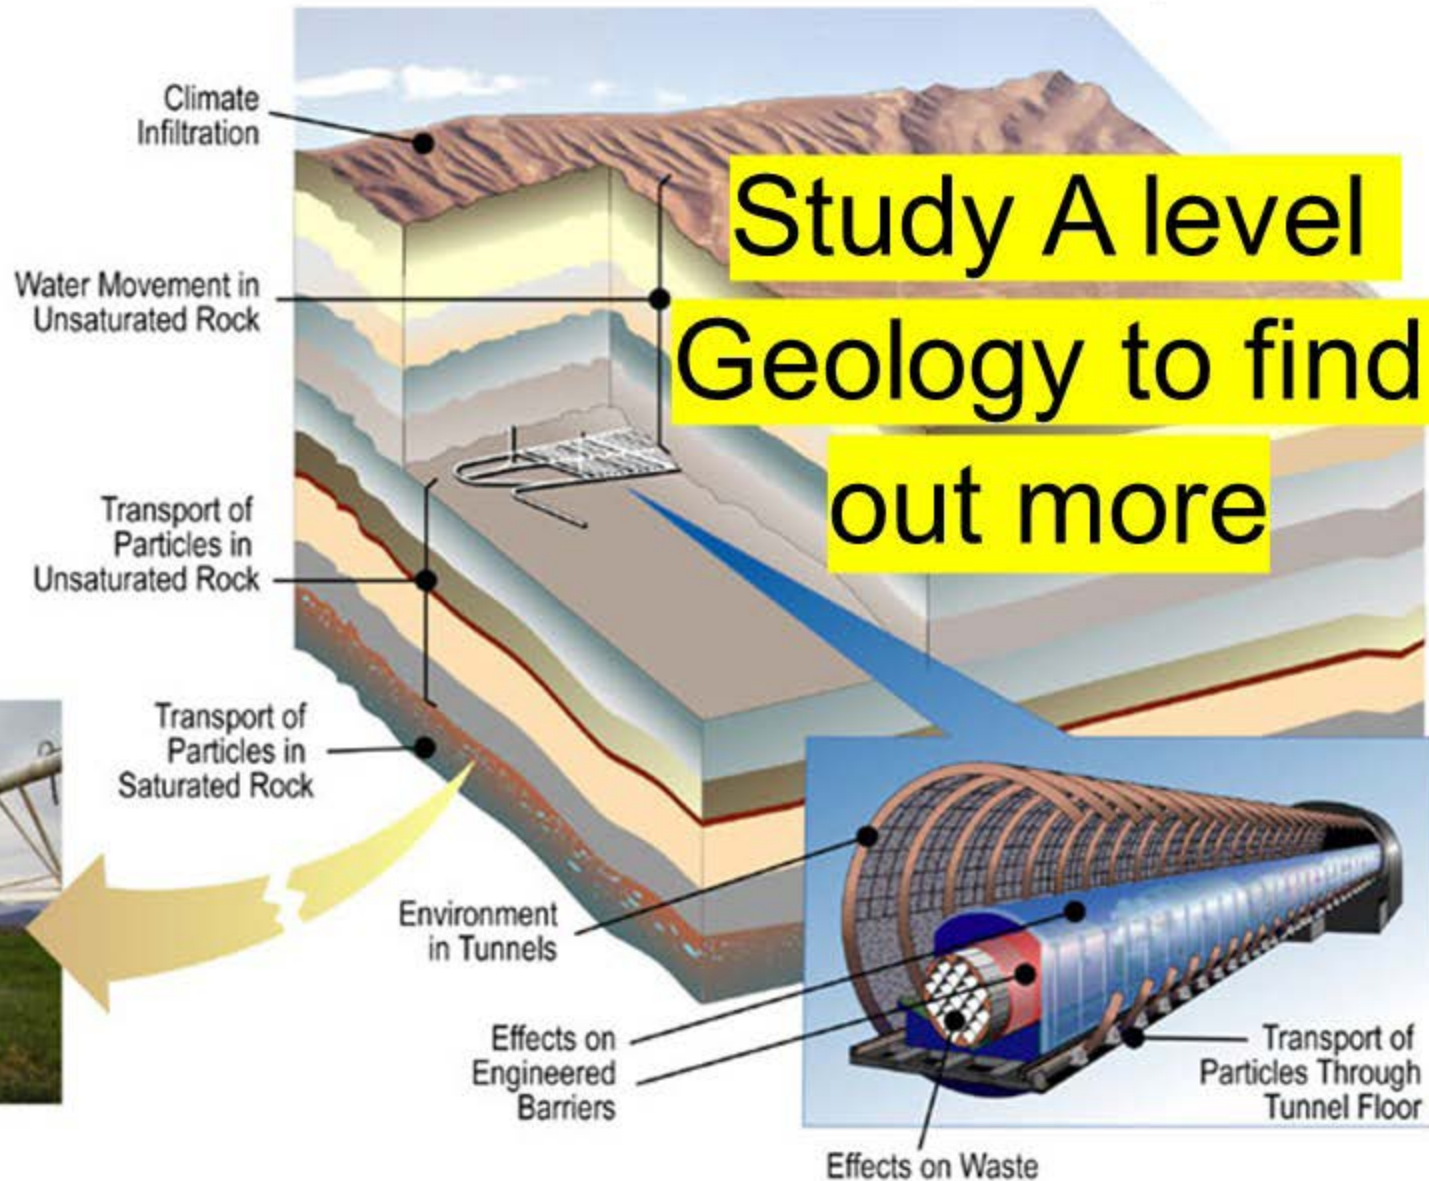 Climate
Infiltration
Study A level
Geology to find
out more
Water Movement in
Unsaturated Rock
Transport of
Particles in
Unsaturated Rock
Transport of
Particles in
Saturated Rock
Environment
in Tunnels
Effects on
Engineered
Barriers
Transport of
Particles Through
Tunnel Floor
Effects on Waste